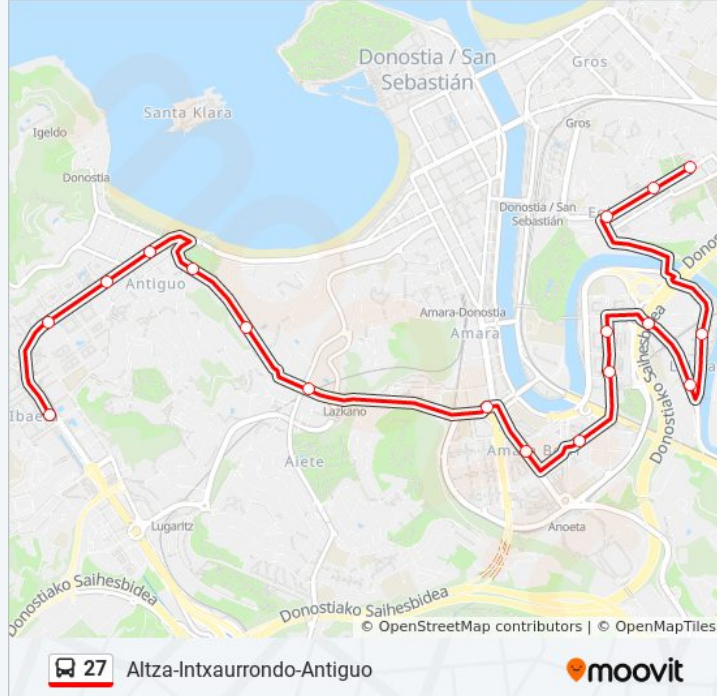 Donostia / San
Sebastián
Gros
Santa Klara
Igeldo
Gros
Donostia
Donostia / San
Sebastián
Antiguo
Amara-Donostia
Amara
Donostiako Saihesbidea
Lazkano
Aiete
Lugaritz
Anoeta
Donostiako Saihesbidea
Donostiako Saihesbidea
© OpenStreetMap contributors | © OpenMapTiles
27
Altza-Intxaurrondo-Antiguo
moovit